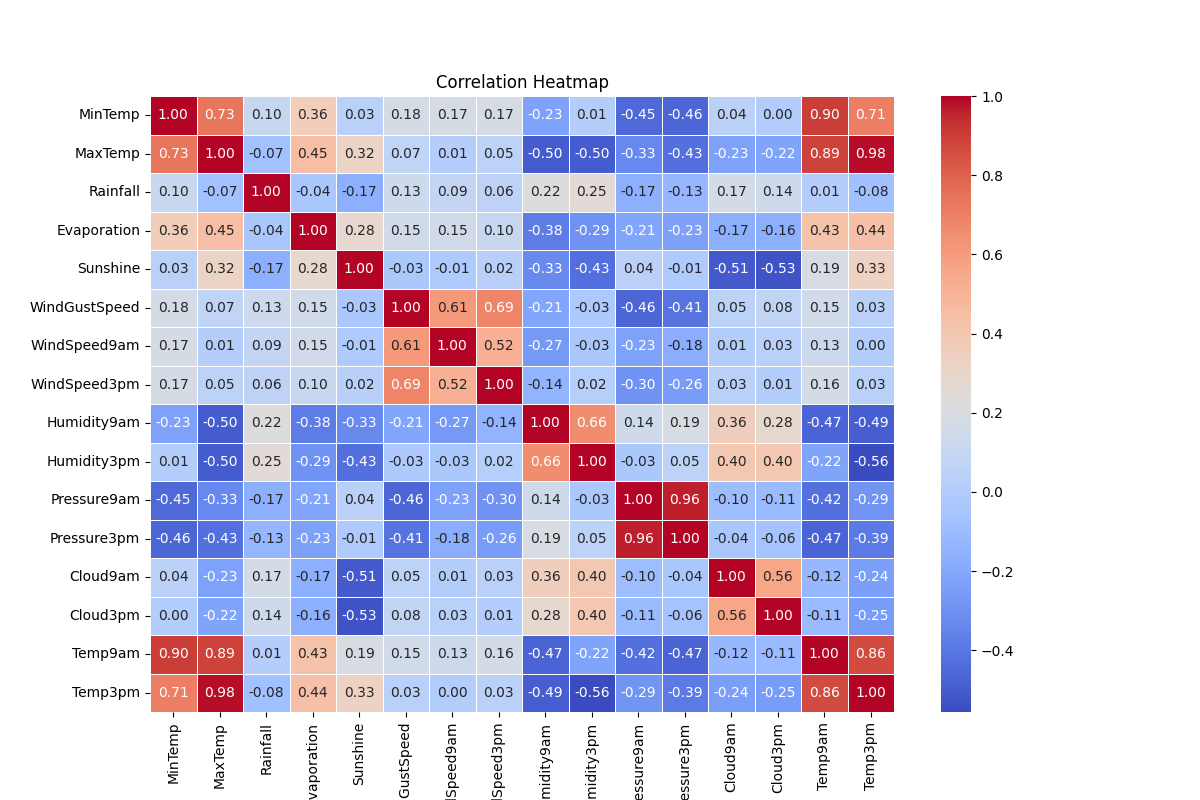 Correlation Heatmap
MinTemp 1.00 0.73 0.10 0.36 0.03 0.18 0.17 0.17 -0.23 0.01 -0.45 -0.46 0.04 0.00 0.90 0.71
MaxTemp 0.73 1.00 -0.07 0.45 0.32 0.07 0.01 0.05 -0.50 -0.50 -0.33 -0.43 -0.23 -0.22 0.89 0.98
Rainfall 0.10 -0.07 1.00 -0.04 -0.17 0.13 0.09 0.06 0.22 0.25 -0.17 -0.13 0.17 0.14 0.01 -0.08
Evaporation 0.36 0.45 -0.04 1.00 0.28 0.15 0.15 0.10 -0.38 -0.29 -0.21 -0.23 -0.17 -0.16 0.43 0.44
Sunshine 0.03 0.32 -0.17 0.28 1.00 -0.03 -0.01 0.02 -0.33 -0.43 0.04 -0.01 -0.51 -0.53 0.19 0.33
WindGustSpeed 0.18 0.07 0.13 0.15 -0.03 1.00 0.61 0.69 -0.21 -0.03 -0.46 -0.41 0.05 0.08 0.15 0.03
WindSpeed9am 0.17 0.01 0.09 0.15 -0.01 0.61 1.00 0.52 -0.27 -0.03 -0.23 -0.18 0.01 0.03 0.13 0.00
WindSpeed3pm 0.17 0.05 0.06 0.10 0.02 0.69 0.52 1.00 -0.14 0.02 -0.30 -0.26 0.03 0.01 0.16 0.03
Humidity9am -0.23 -0.50 0.22 -0.38 -0.33 -0.21 -0.27 -0.14 1.00 0.66 0.14 0.19 0.36 0.28 -0.47 -0.49
Humidity3pm 0.01 -0.50 0.25 -0.29 -0.43 -0.03 -0.03 0.02 0.66 1.00 -0.03 0.05 0.40 0.40 -0.22 -0.56
Pressure9am -0.45 -0.33 -0.17 -0.21 0.04 -0.46 -0.23 -0.30 0.14 -0.03 1.00 0.96 -0.10 -0.11 -0.42 -0.29
Pressure3pm -0.46 -0.43 -0.13 -0.23 -0.01 -0.41 -0.18 -0.26 0.19 0.05 0.96 1.00 -0.04 -0.06 -0.47 -0.39
Cloud9am 0.04 -0.23 0.17 -0.17 -0.51 0.05 0.01 0.03 0.36 0.40 -0.10 -0.04 1.00 0.56 -0.12 -0.24
Cloud3pm 0.00 -0.22 0.14 -0.16 -0.53 0.08 0.03 0.01 0.28 0.40 -0.11 -0.06 0.56 1.00 -0.11 -0.25
Temp9am 0.90 0.89 0.01 0.43 0.19 0.15 0.13 0.16 -0.47 -0.22 -0.42 -0.47 -0.12 -0.11 1.00 0.86
Temp3pm 0.71 0.98 -0.08 0.44 0.33 0.03 0.00 0.03 -0.49 -0.56 -0.29 -0.39 -0.24 -0.25 0.86 1.00
MinTemp
MaxTemp
Rainfall
vaporation
Sunshine
GustSpeed
Speed9am
Speed3pm
midity9am
midity3pm
essure9am
essure3pm
Cloud9am
Cloud3pm
Temp9am
Temp3pm
1.0
0.8
0.6
0.4
0.2
0.0
−0.2
−0.4